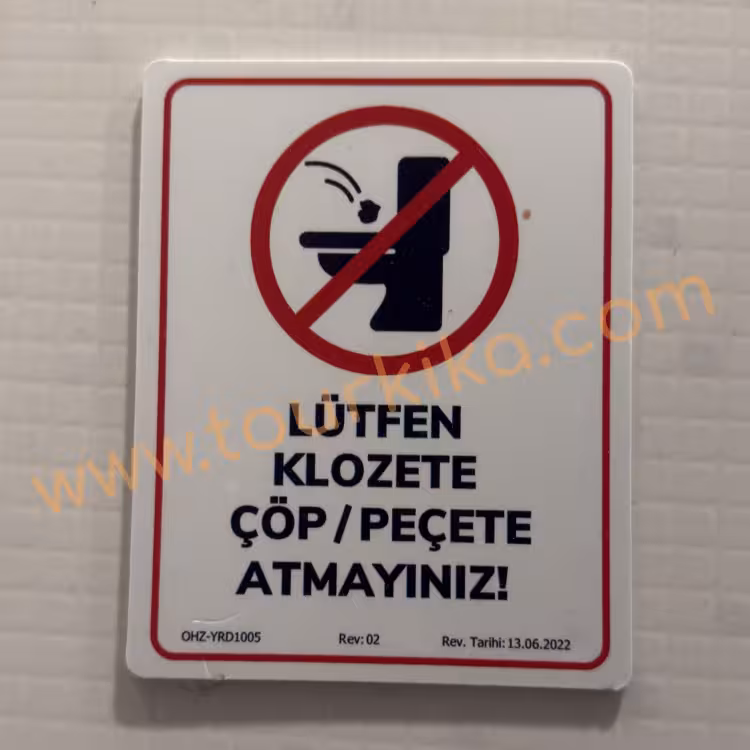 LÜTFEN
KLOZETE
ÇÖP / PEÇETE
ATMAYINIZ!
OHZ-YRD1005 Rev: 02 Rev. Tarihi: 13.06.2022
www.tourkika.com